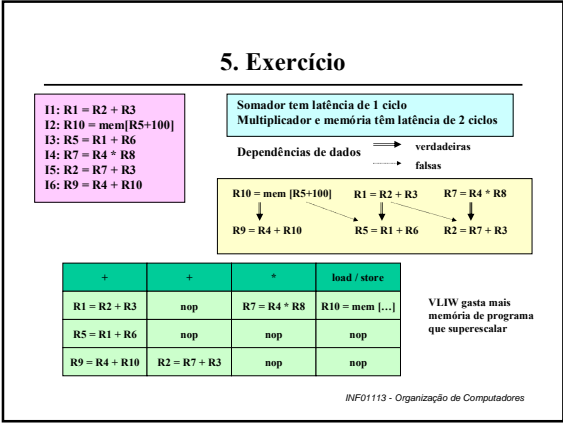 5. Exercício
I1: R1 = R2 + R3
I2: R10 = mem[R5+100]
I3: R5 = R1 + R6
I4: R7 = R4 * R8
I5: R2 = R7 + R3
I6: R9 = R4 + R10
Somador tem latência de 1 ciclo
Multiplicador e memória têm latência de 2 ciclos
Dependências de dados
verdadeiras
falsas
R10 = mem [R5+100] R1 = R2 + R3 R7 = R4 * R8
R9 = R4 + R10 R5 = R1 + R6 R2 = R7 + R3
+ + * load / store
R1 = R2 + R3 nop R7 = R4 * R8 R10 = mem […]
R5 = R1 + R6 nop nop nop
R9 = R4 + R10 R2 = R7 + R3 nop nop
VLIW gasta mais
memória de programa
que superescalar
INF01113 - Organização de Computadores